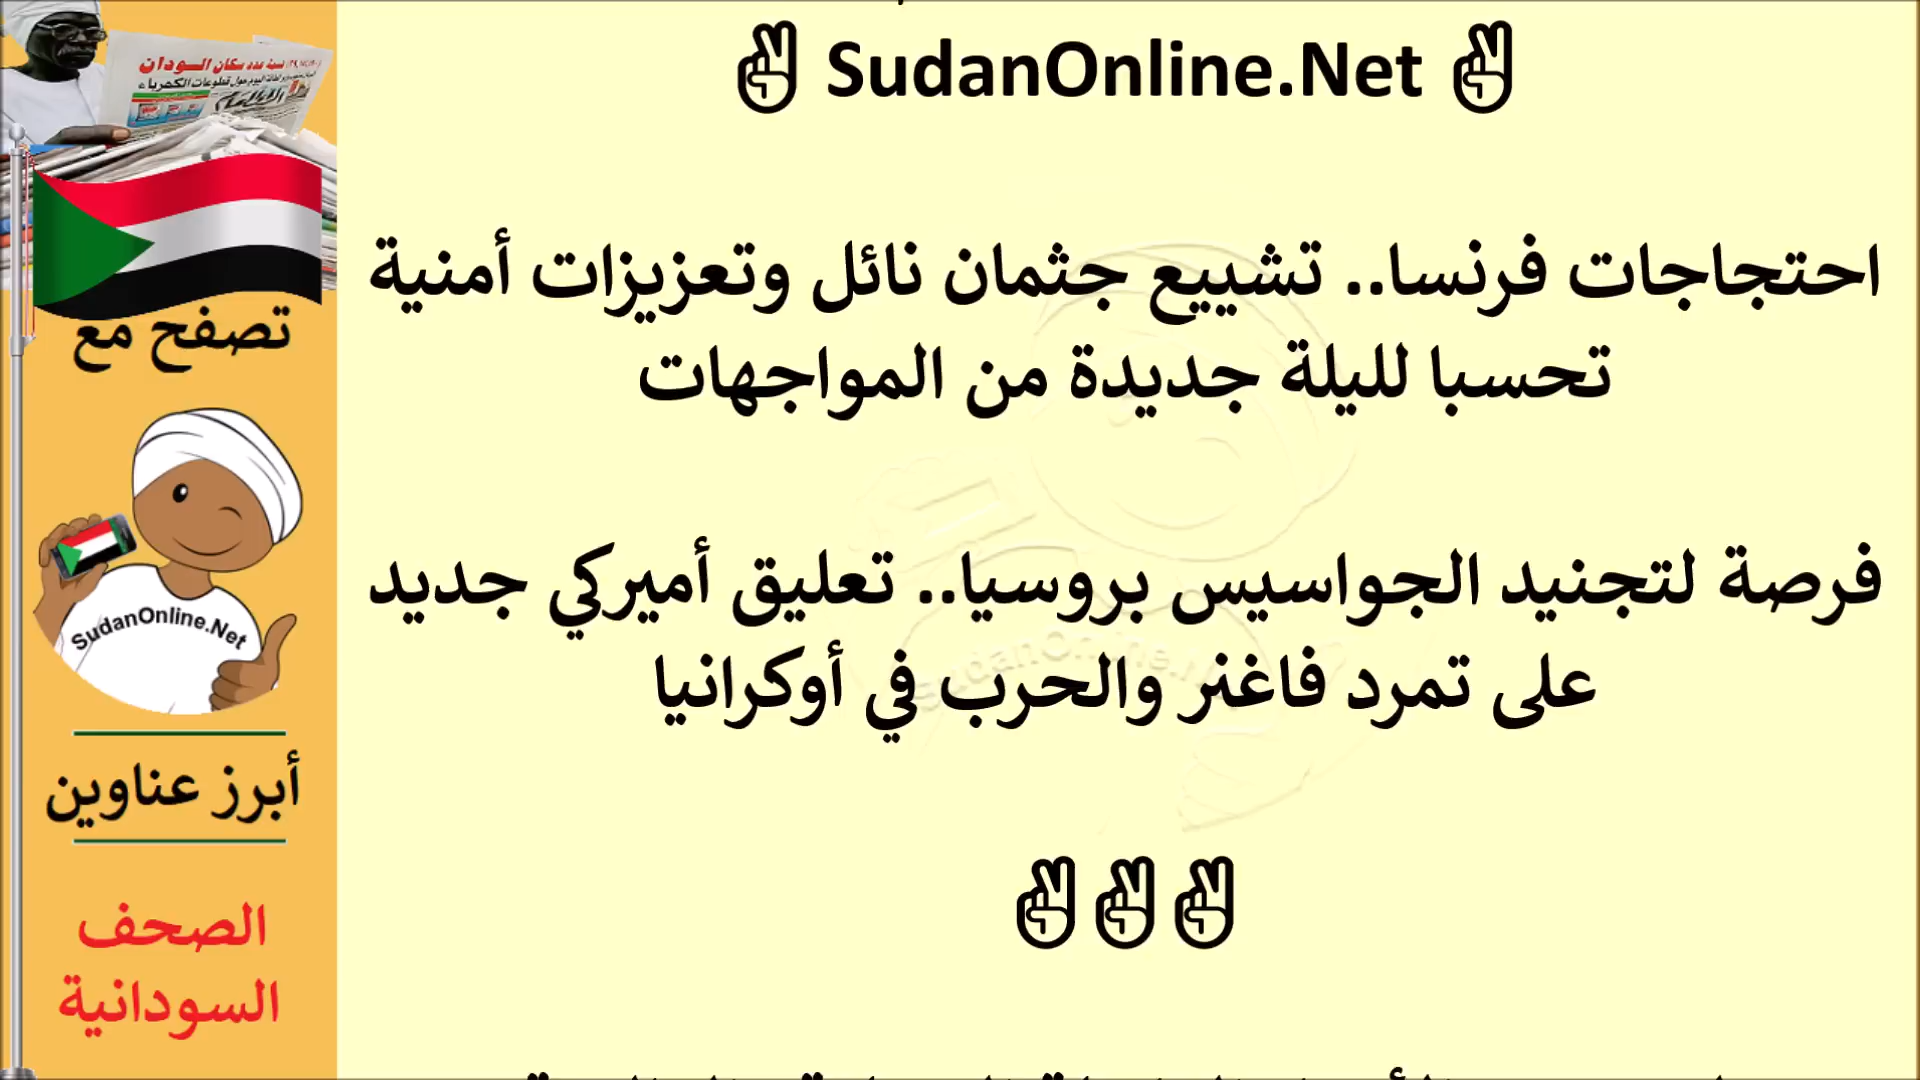 ✌ SudanOnline.Net ✌
احتجاجات فرنسا.. تشييع جثمان نائل وتعزيزات أمنية
تحسبا لليلة جديدة من المواجهات
فرصة لتجنيد الجواسيس بروسيا.. تعليق أميركي جديد
على تمرد فاغنر والحرب في أوكرانيا
✌✌✌
تصفح مع
SudanOnline.Net
أبرز عناوين
الصحف
السودانية